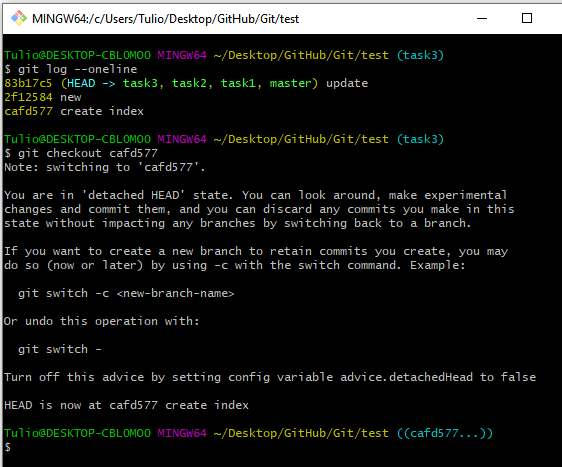 MINGW64:/c/Users/Tulio/Desktop/GitHub/Git/test
Tulio@DESKTOP-CBLOMOO MINGW64 ~/Desktop/GitHub/Git/test (task3)
$ git log --oneline
83b17c5 (HEAD -> task3, task2, task1, master) update
2f12584 new
cafd577 create index
Tulio@DESKTOP-CBLOMOO MINGW64 ~/Desktop/GitHub/Git/test (task3)
$ git checkout cafd577
Note: switching to 'cafd577'.
You are in 'detached HEAD' state. You can look around, make experimental
changes and commit them, and you can discard any commits you make in this
state without impacting any branches by switching back to a branch.
If you want to create a new branch to retain commits you create, you may
do so (now or later) by using -c with the switch command. Example:
git switch -c <new-branch-name>
Or undo this operation with:
git switch -
Turn off this advice by setting config variable advice.detachedHead to false
HEAD is now at cafd577 create index
Tulio@DESKTOP-CBLOMOO MINGW64 ~/Desktop/GitHub/Git/test ((cafd577...))
$